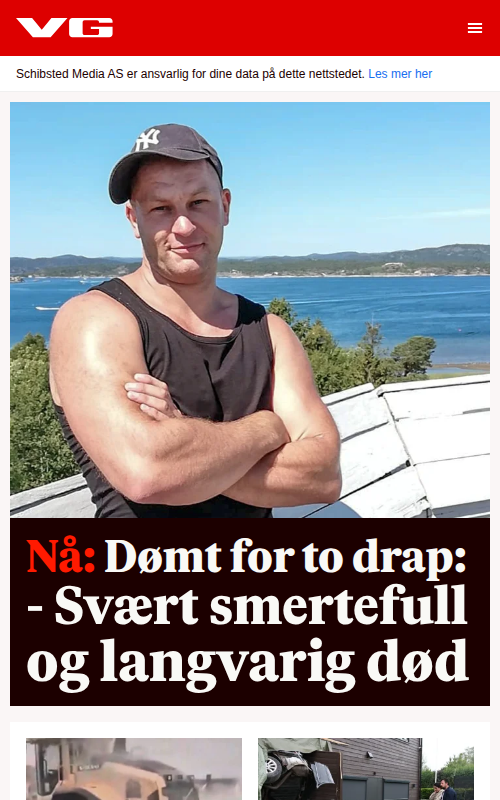 VG
Schibsted Media AS er ansvarlig for dine data på dette nettstedet. Les mer her
NY
Nå: Dømt for to drap:
- Svært smertefull
og langvarig død